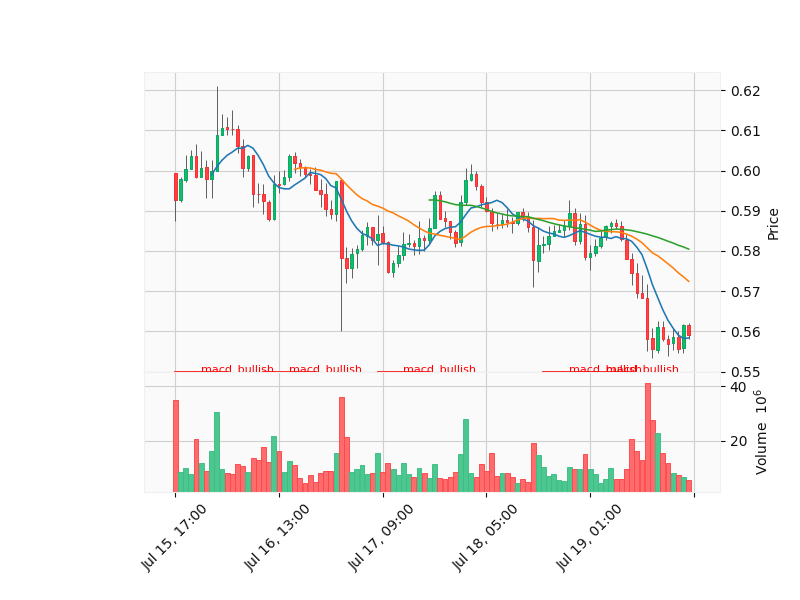 0.62
0.61
0.60
0.59
0.58
0.57
0.56
0.55
Price
macd_bullish
macd_bullish
macd_bullish
macd_bullish
macd_bullish
40
20
Volume 10^6
Jul 15, 17:00
Jul 16, 13:00
Jul 17, 09:00
Jul 18, 05:00
Jul 19, 01:00